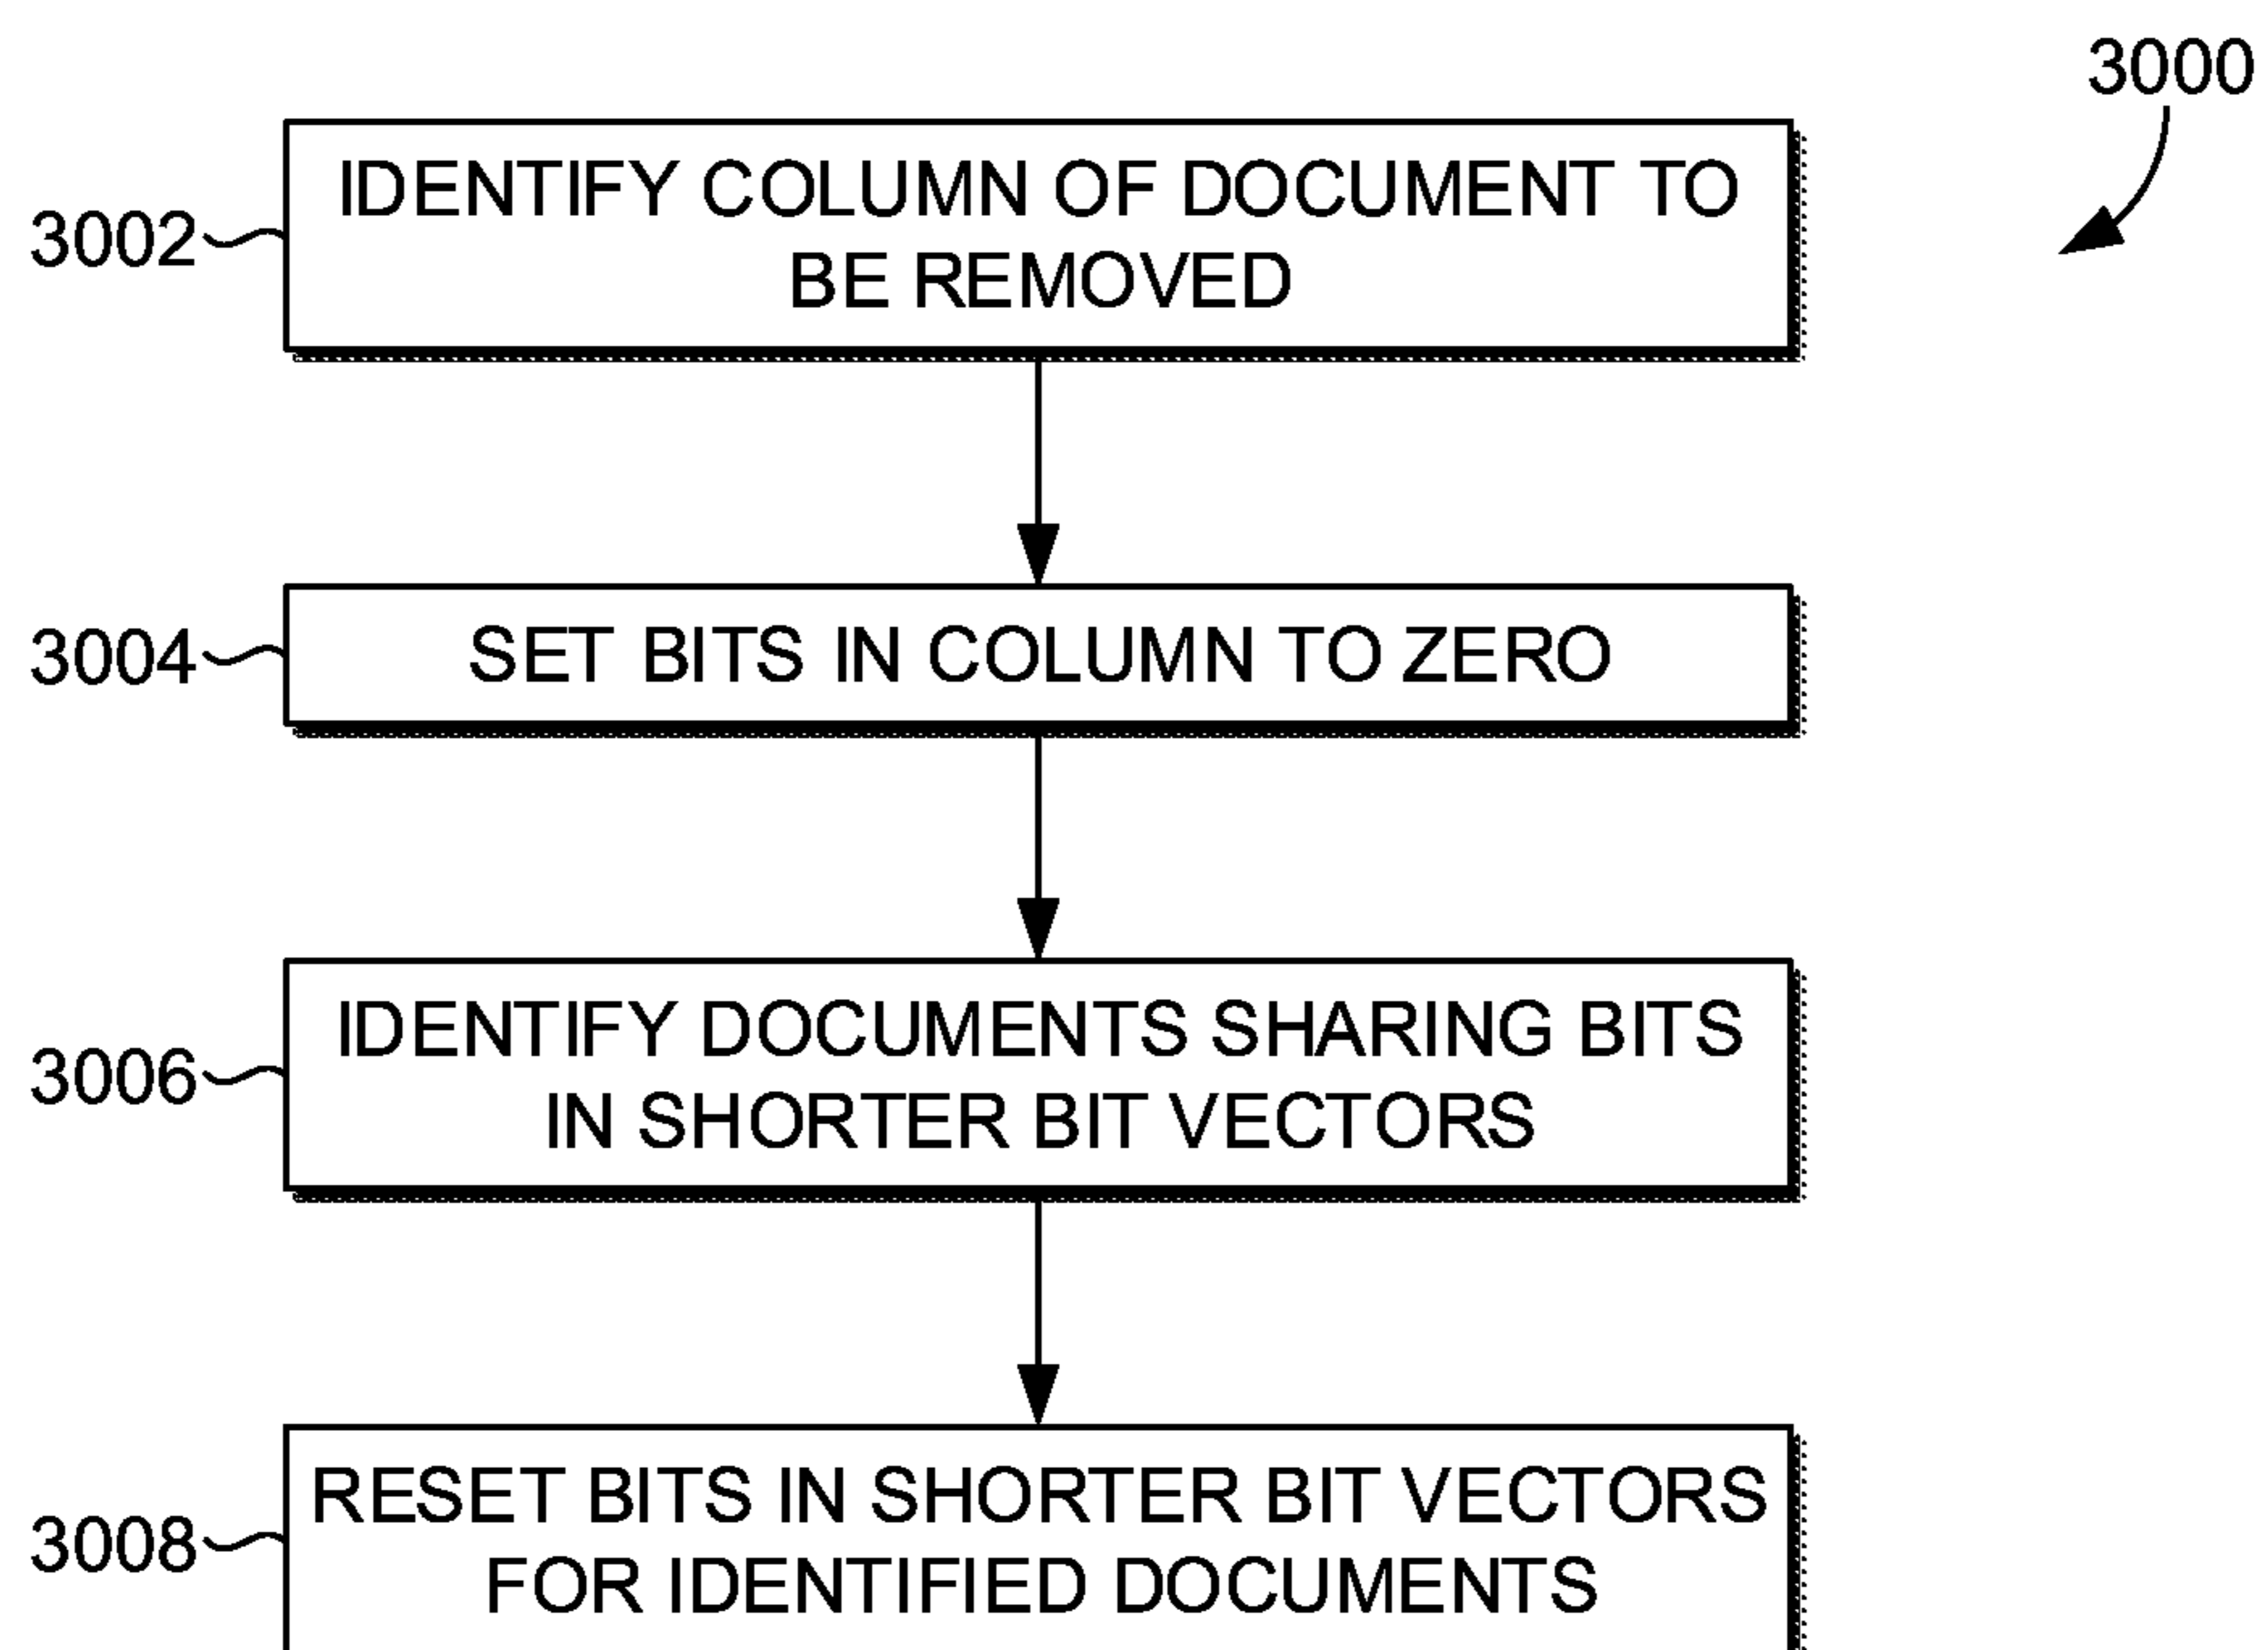 3000
3002
IDENTIFY COLUMN OF DOCUMENT TO
BE REMOVED
3004
SET BITS IN COLUMN TO ZERO
3006
IDENTIFY DOCUMENTS SHARING BITS
IN SHORTER BIT VECTORS
3008
RESET BITS IN SHORTER BIT VECTORS
FOR IDENTIFIED DOCUMENTS